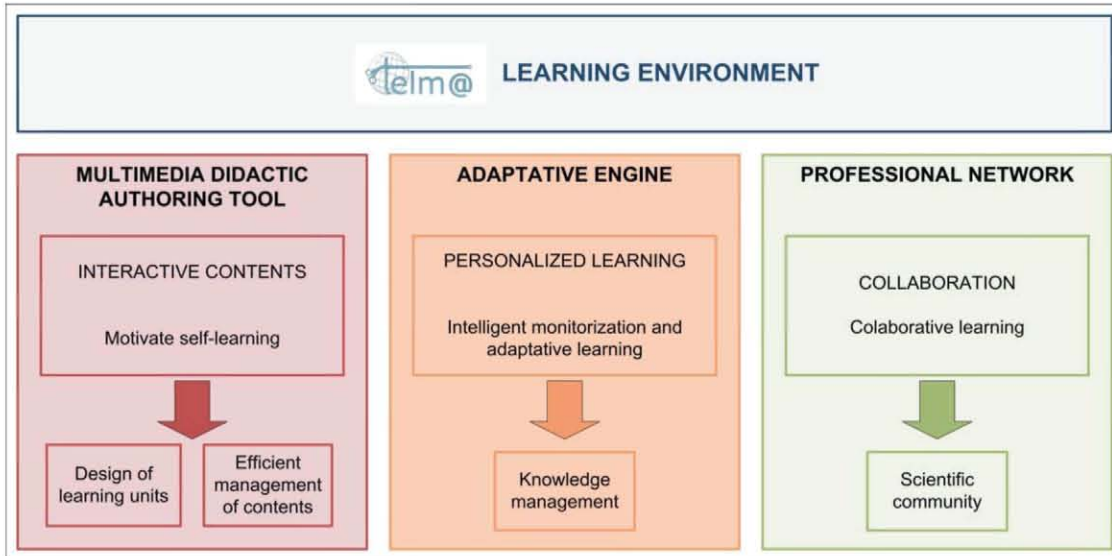 telm@ LEARNING ENVIRONMENT
MULTIMEDIA DIDACTIC
AUTHORING TOOL
INTERACTIVE CONTENTS
Motivate self-learning
Design of
learning units
Efficient
management
of contents
ADAPTATIVE ENGINE
PERSONALIZED LEARNING
Intelligent monitorization and
adaptative learning
Knowledge
management
PROFESSIONAL NETWORK
COLLABORATION
Colaborative learning
Scientific
community